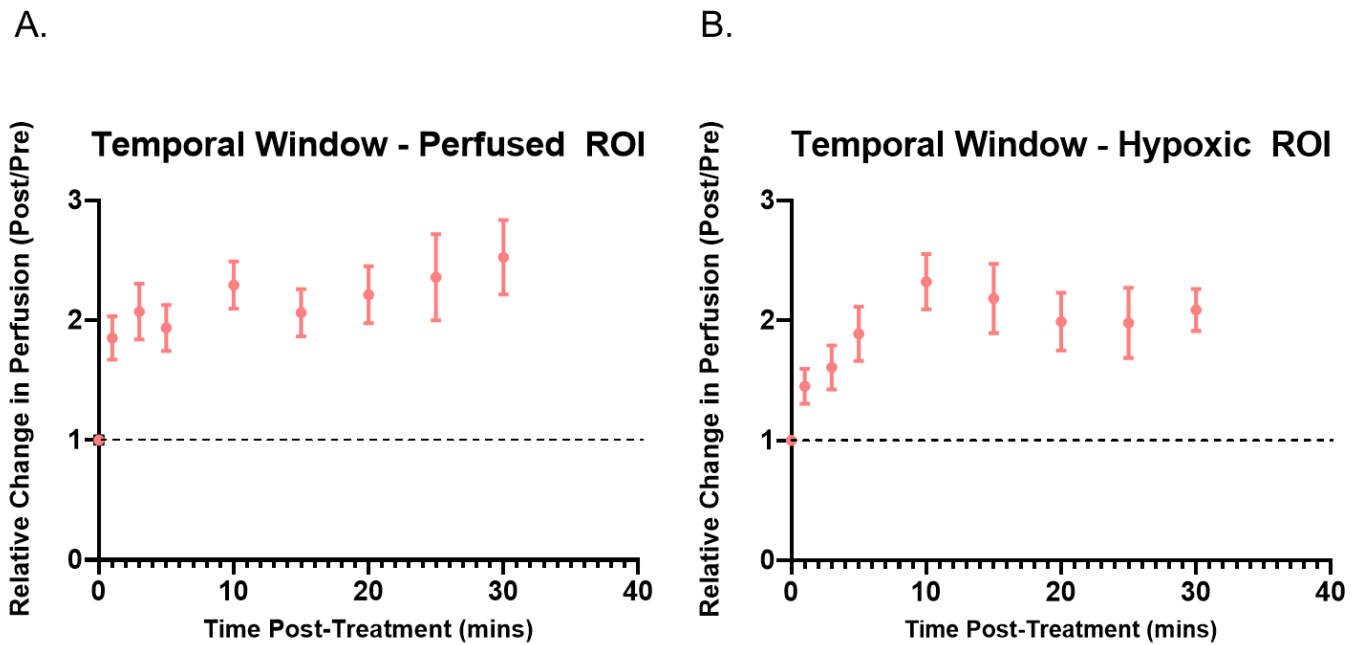 A.
Temporal Window - Perfused ROI
Relative Change in Perfusion (Post/Pre)
3
2
1
0
0 10 20 30 40
Time Post-Treatment (mins)
B.
Temporal Window - Hypoxic ROI
Relative Change in Perfusion (Post/Pre)
3
2
1
0
0 10 20 30 40
Time Post-Treatment (mins)